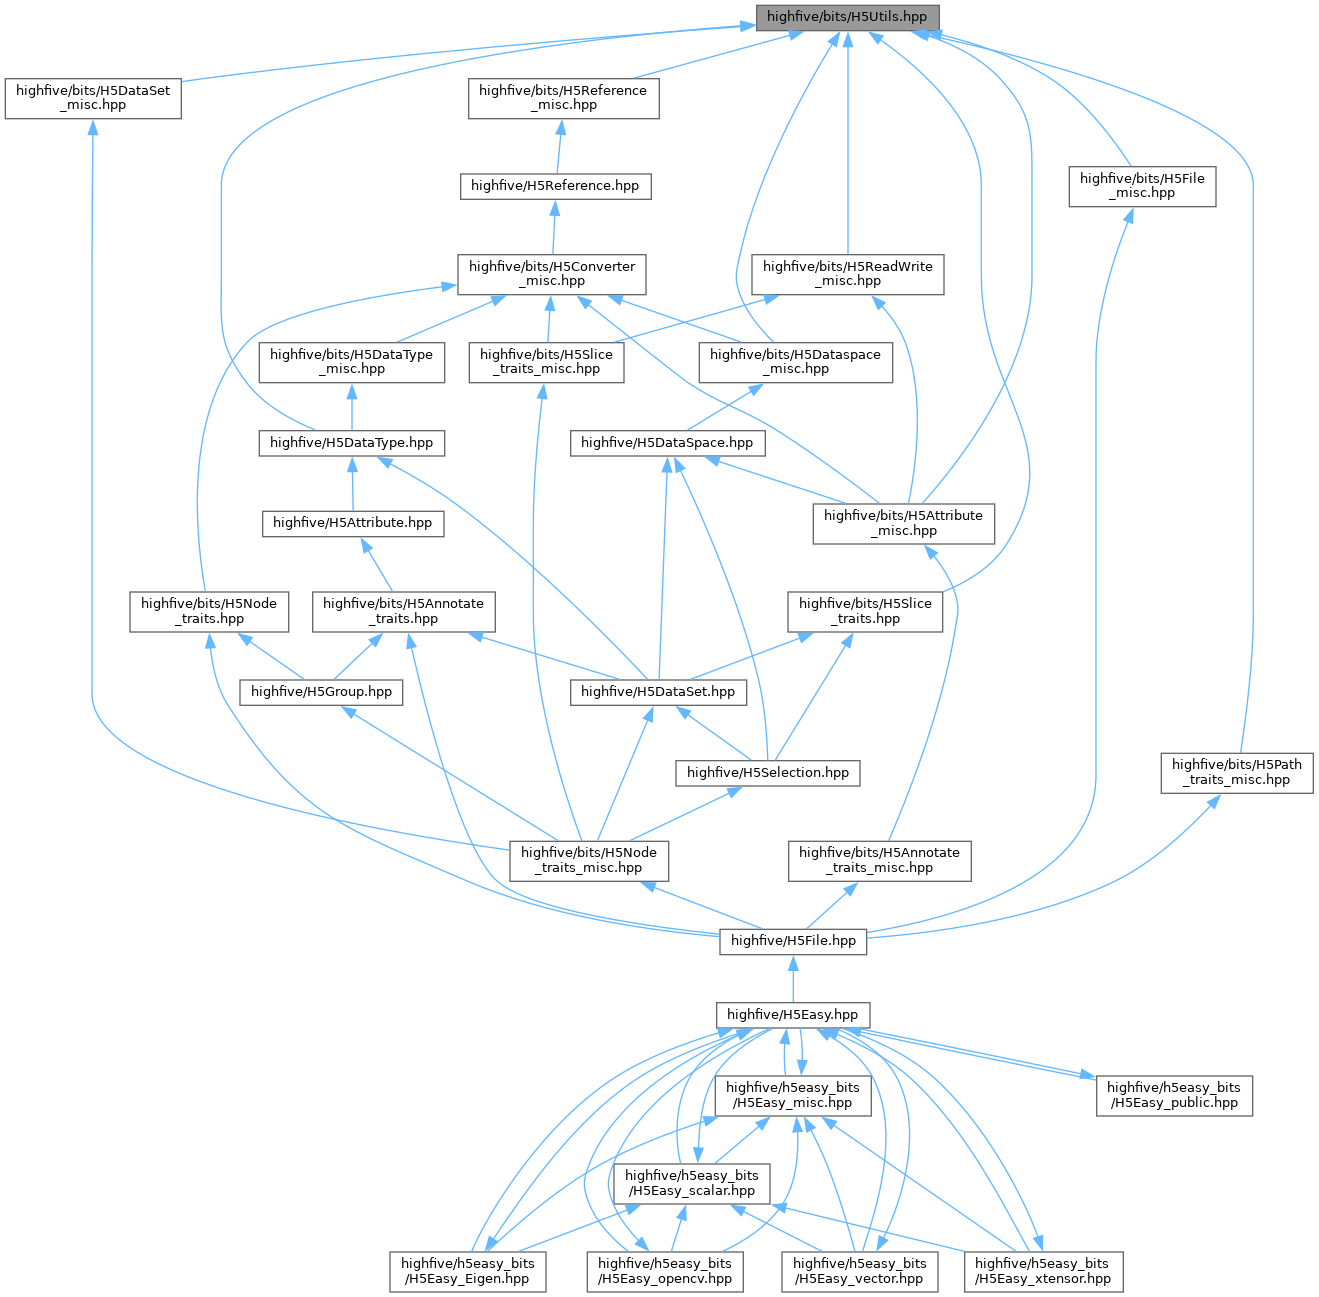 highfive/bits/H5Utils.hpp
highfive/bits/H5DataSet
_misc.hpp
highfive/bits/H5Reference
_misc.hpp
highfive/H5Reference.hpp
highfive/bits/H5File
_misc.hpp
highfive/bits/H5Converter
_misc.hpp
highfive/bits/H5ReadWrite
_misc.hpp
highfive/bits/H5DataType
_misc.hpp
highfive/bits/H5Slice
_traits_misc.hpp
highfive/bits/H5Dataspace
_misc.hpp
highfive/H5DataType.hpp
highfive/H5DataSpace.hpp
highfive/H5Attribute.hpp
highfive/bits/H5Attribute
_misc.hpp
highfive/bits/H5Node
_traits.hpp
highfive/bits/H5Annotate
_traits.hpp
highfive/bits/H5Slice
_traits.hpp
highfive/H5Group.hpp
highfive/H5DataSet.hpp
highfive/H5Selection.hpp
highfive/bits/H5Path
_traits_misc.hpp
highfive/bits/H5Node
_traits_misc.hpp
highfive/bits/H5Annotate
_traits_misc.hpp
highfive/H5File.hpp
highfive/H5Easy.hpp
highfive/h5easy_bits
/H5Easy_misc.hpp
highfive/h5easy_bits
/H5Easy_public.hpp
highfive/h5easy_bits
/H5Easy_scalar.hpp
highfive/h5easy_bits
/H5Easy_Eigen.hpp
highfive/h5easy_bits
/H5Easy_opencv.hpp
highfive/h5easy_bits
/H5Easy_vector.hpp
highfive/h5easy_bits
/H5Easy_xtensor.hpp